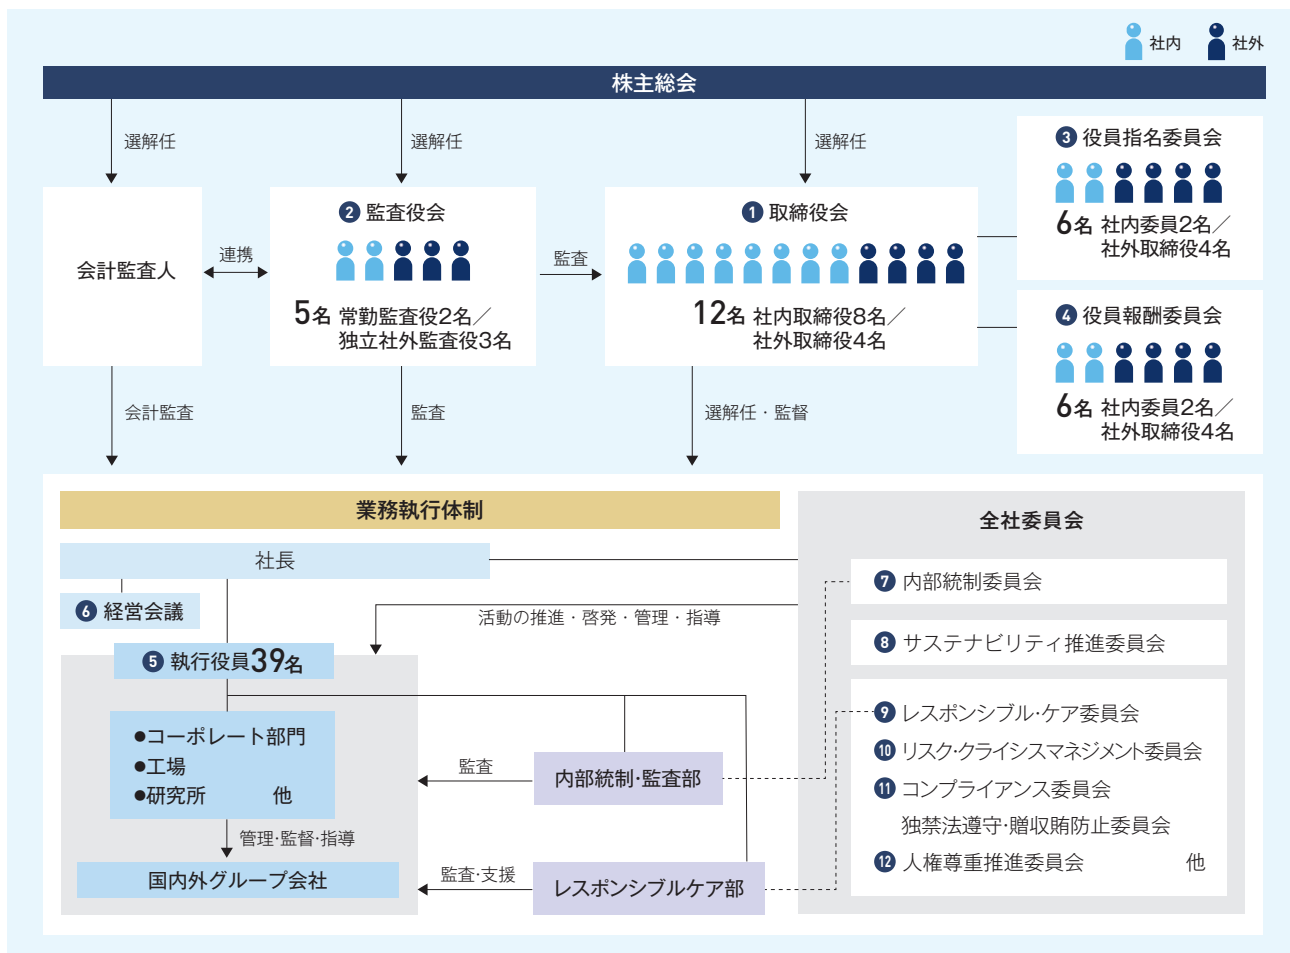 社内
社外
株主総会
選解任
選解任
選解任
会計監査人
連携
❷ 監査役会
5名 常勤監査役2名／
独立社外監査役3名
監査
❶ 取締役会
12名 社内取締役8名／
社外取締役4名
❸ 役員指名委員会
6名 社内委員2名／
社外取締役4名
❹ 役員報酬委員会
6名 社内委員2名／
社外取締役4名
会計監査
監査
選解任・監督
業務執行体制
社長
❻ 経営会議
❺ 執行役員39名
活動の推進・啓発・管理・指導
●コーポレート部門
●工場
●研究所 他
管理・監督・指導
国内外グループ会社
監査
内部統制・監査部
監査・支援
レスポンシブルケア部
全社委員会
❼ 内部統制委員会
❽ サステナビリティ推進委員会
❾ レスポンシブル・ケア委員会
❿ リスク・クライシスマネジメント委員会
⓫ コンプライアンス委員会
独禁法遵守・贈収賄防止委員会
⓬ 人権尊重推進委員会 他